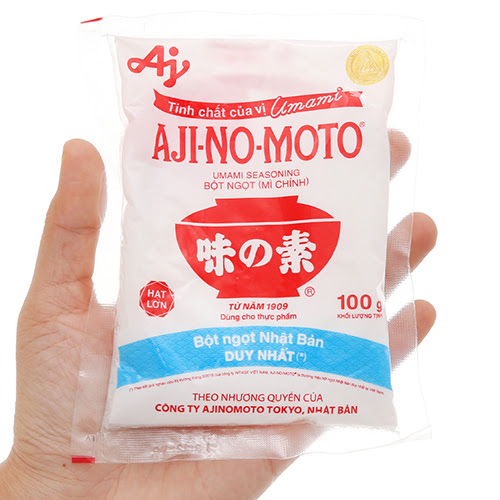 Aj
Tinh chất của vị Umami
AJI-NO-MOTO®
UMAMI SEASONING
BỘT NGỌT (MÌ CHÍNH)
味の素
®
HẠT
LỚN
TỪ NĂM 1909
Dùng cho thực phẩm
100 g
KHỐI LƯỢNG TỊNH
Bột ngọt Nhật Bản
DUY NHẤT (*)
THEO NHƯỢNG QUYỀN CỦA
CÔNG TY AJINOMOTO TOKYO, NHẬT BẢN